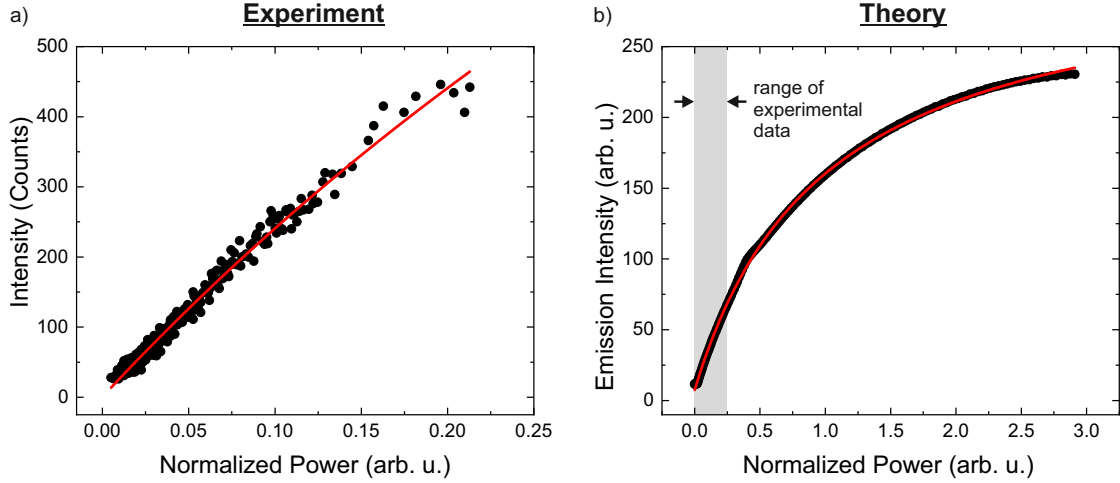 a)
Experiment
500
400
300
200
100
0
Intensity (Counts)
0.00 0.05 0.10 0.15 0.20 0.25
Normalized Power (arb. u.)
b)
Theory
250
200
150
100
50
0
Emission Intensity (arb. u.)
range of
experimental
data
0.0 0.5 1.0 1.5 2.0 2.5 3.0
Normalized Power (arb. u.)